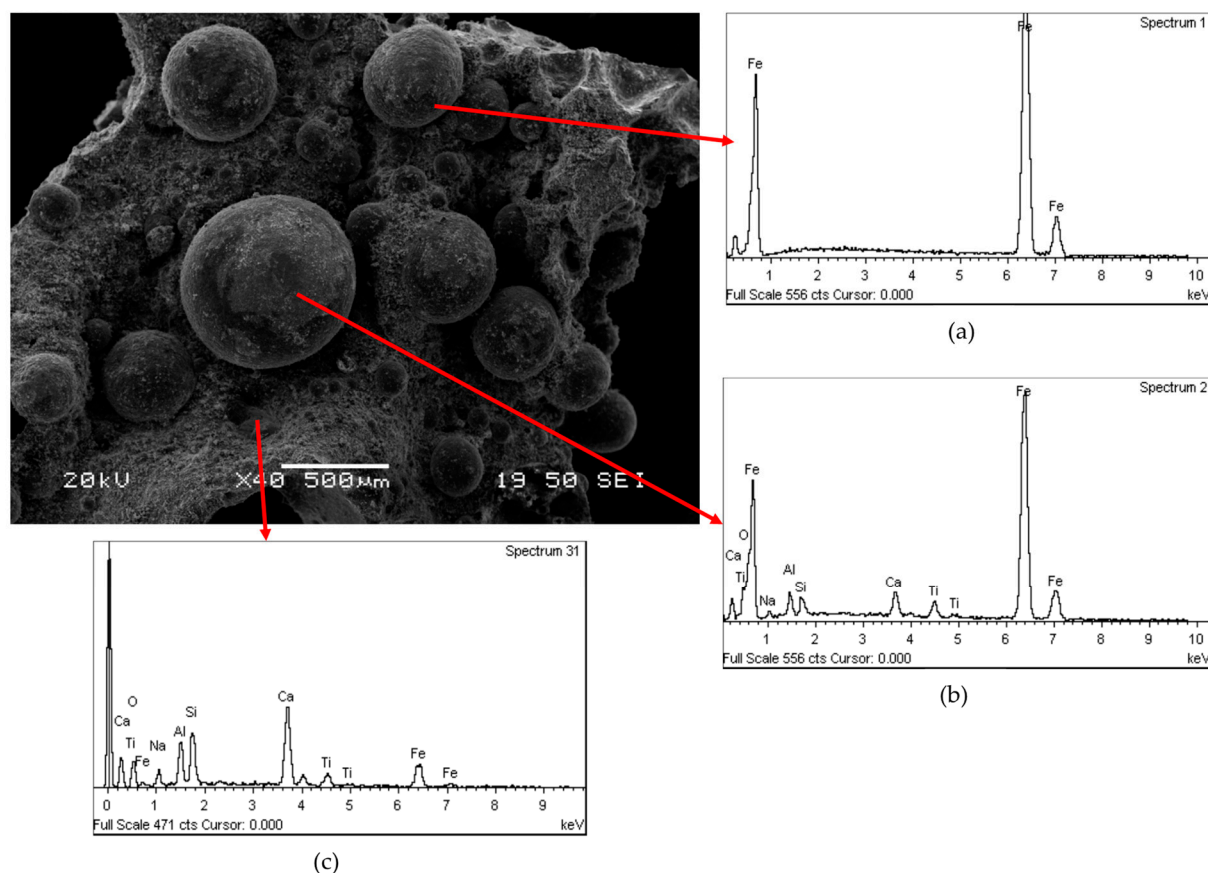 20kV X40 500µm 19 50 SEI
Spectrum 1
Fe
Fe
Fe
1 2 3 4 5 6 7 8 9 10
Full Scale 556 cts Cursor: 0.000 keV
(a)
Spectrum 2
Fe
Fe
O
Ca
Ti Na Al Si Ca Ti Ti Fe
1 2 3 4 5 6 7 8 9 10
Full Scale 556 cts Cursor: 0.000 keV
(b)
Spectrum 31
O
Ca Si Ca
Ti Fe Na Al Ti Ti Fe Fe
0 1 2 3 4 5 6 7 8 9
Full Scale 471 cts Cursor: 0.000 keV
(c)